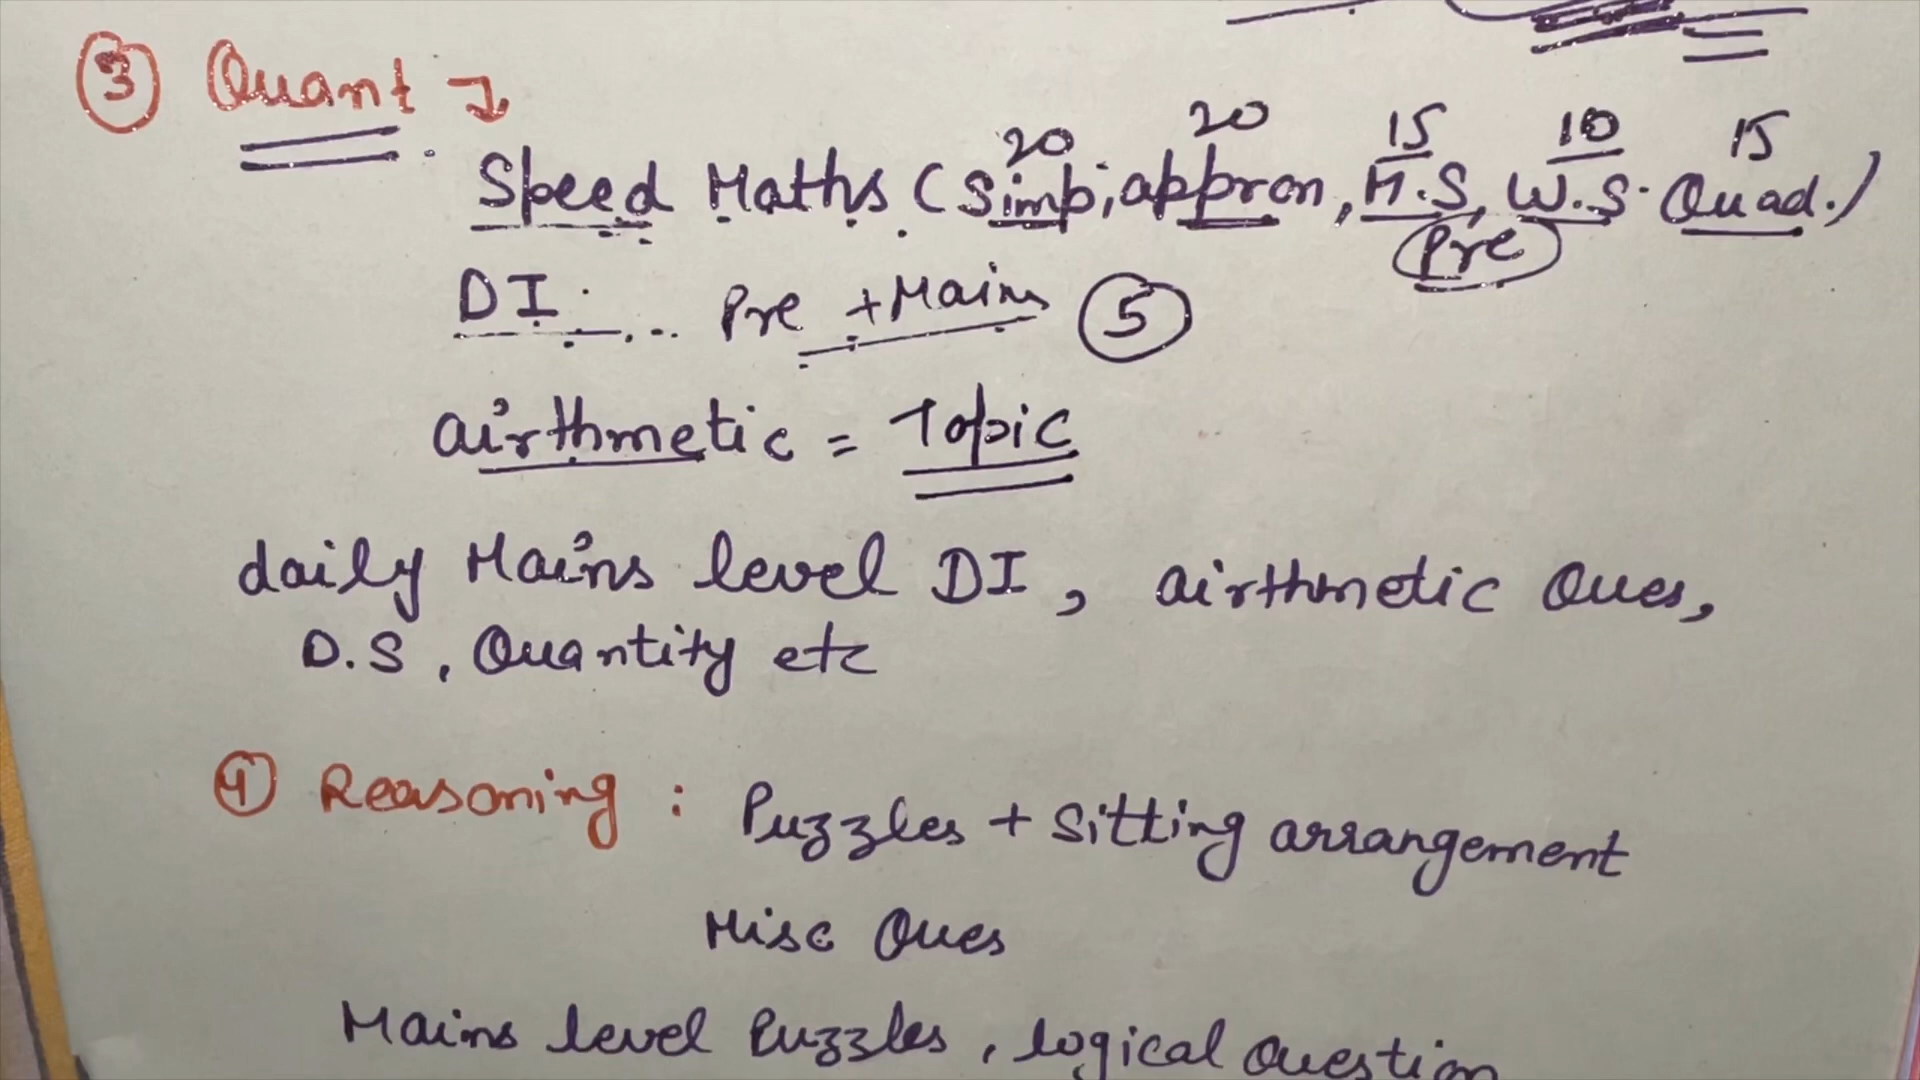 3 Quant
20 20 15 10 15
Speed Maths (Simp, approx, M.S, W.S. Quad.)
Pre
DI Pre + Mains 5
airthmetic = Topic
daily Mains level DI, airthmetic Ques,
D.S, Quantity etc
4 Reasoning : Puzzles + Sitting arrangement
Misc Ques
Mains level Puzzles, logical Question